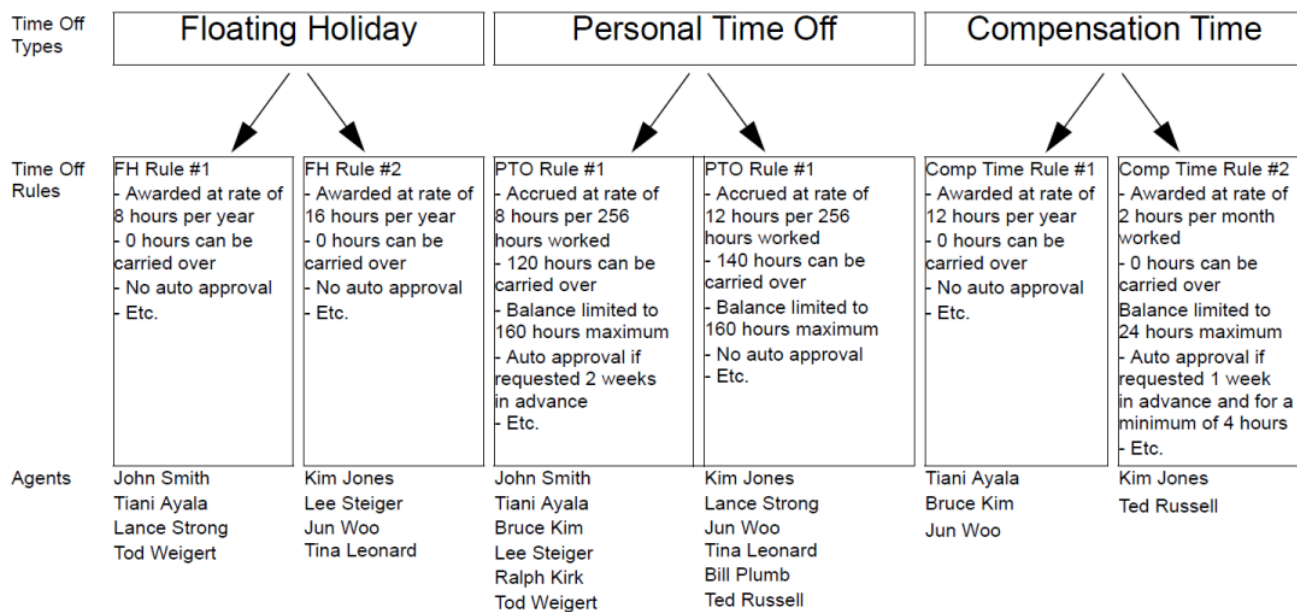 Time Off
Types
Floating Holiday
Personal Time Off
Compensation Time
Time Off
Rules
FH Rule #1
- Awarded at rate of
8 hours per year
- 0 hours can be
carried over
- No auto approval
- Etc.
FH Rule #2
- Awarded at rate of
16 hours per year
- 0 hours can be
carried over
- No auto approval
- Etc.
PTO Rule #1
- Accrued at rate of
8 hours per 256
hours worked
- 120 hours can be
carried over
- Balance limited to
160 hours maximum
- Auto approval if
requested 2 weeks
in advance
- Etc.
PTO Rule #1
- Accrued at rate of
12 hours per 256
hours worked
- 140 hours can be
carried over
- Balance limited to
160 hours maximum
- No auto approval
- Etc.
Comp Time Rule #1
- Awarded at rate of
12 hours per year
- 0 hours can be
carried over
- No auto approval
- Etc.
Comp Time Rule #2
- Awarded at rate of
2 hours per month
worked
- 0 hours can be
carried over
Balance limited to
24 hours maximum
- Auto approval if
requested 1 week
in advance and for a
minimum of 4 hours
- Etc.
Agents
John Smith
Tiani Ayala
Lance Strong
Tod Weigert
Kim Jones
Lee Steiger
Jun Woo
Tina Leonard
John Smith
Tiani Ayala
Bruce Kim
Lee Steiger
Ralph Kirk
Tod Weigert
Kim Jones
Lance Strong
Jun Woo
Tina Leonard
Bill Plumb
Ted Russell
Tiani Ayala
Bruce Kim
Jun Woo
Kim Jones
Ted Russell